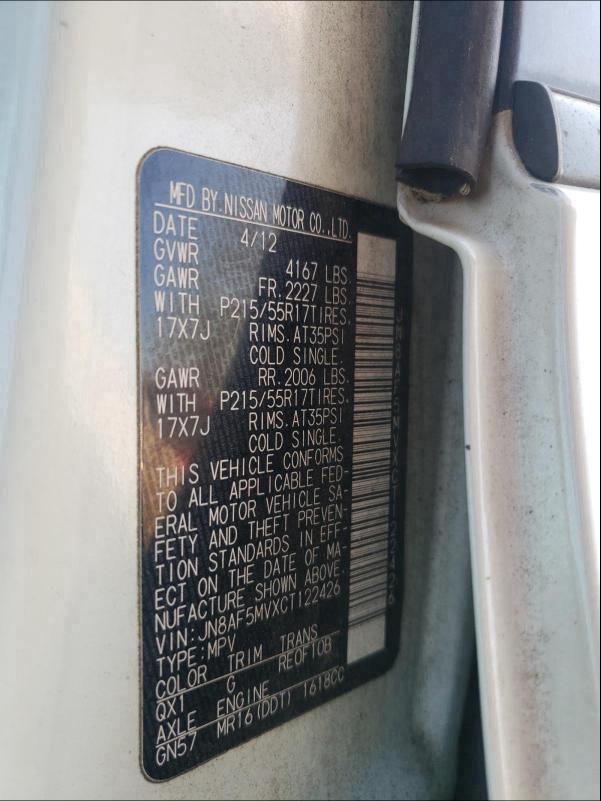 MFD BY.NISSAN MOTOR CO.,LTD.
DATE 4/12
GVWR 4167 LBS.
GAWR FR.2227 LBS.
WITH P215/55R17TIRES.
17X7J RIMS.AT35PSI
COLD SINGLE.
GAWR RR.2006 LBS.
WITH P215/55R17TIRES.
17X7J RIMS.AT35PSI
COLD SINGLE.
THIS VEHICLE CONFORMS
TO ALL APPLICABLE FED-
ERAL MOTOR VEHICLE SA-
FETY AND THEFT PREVEN-
TION STANDARDS IN EFF-
ECT ON THE DATE OF MA-
NUFACTURE SHOWN ABOVE.
VIN:JN8AF5MVXCT122426
TYPE:MPV
COLOR TRIM TRANS
QX1 G RE0F10B
AXLE ENGINE
GN57 MR16(DDT) 1618CC
JN8AF5MVXCT122426